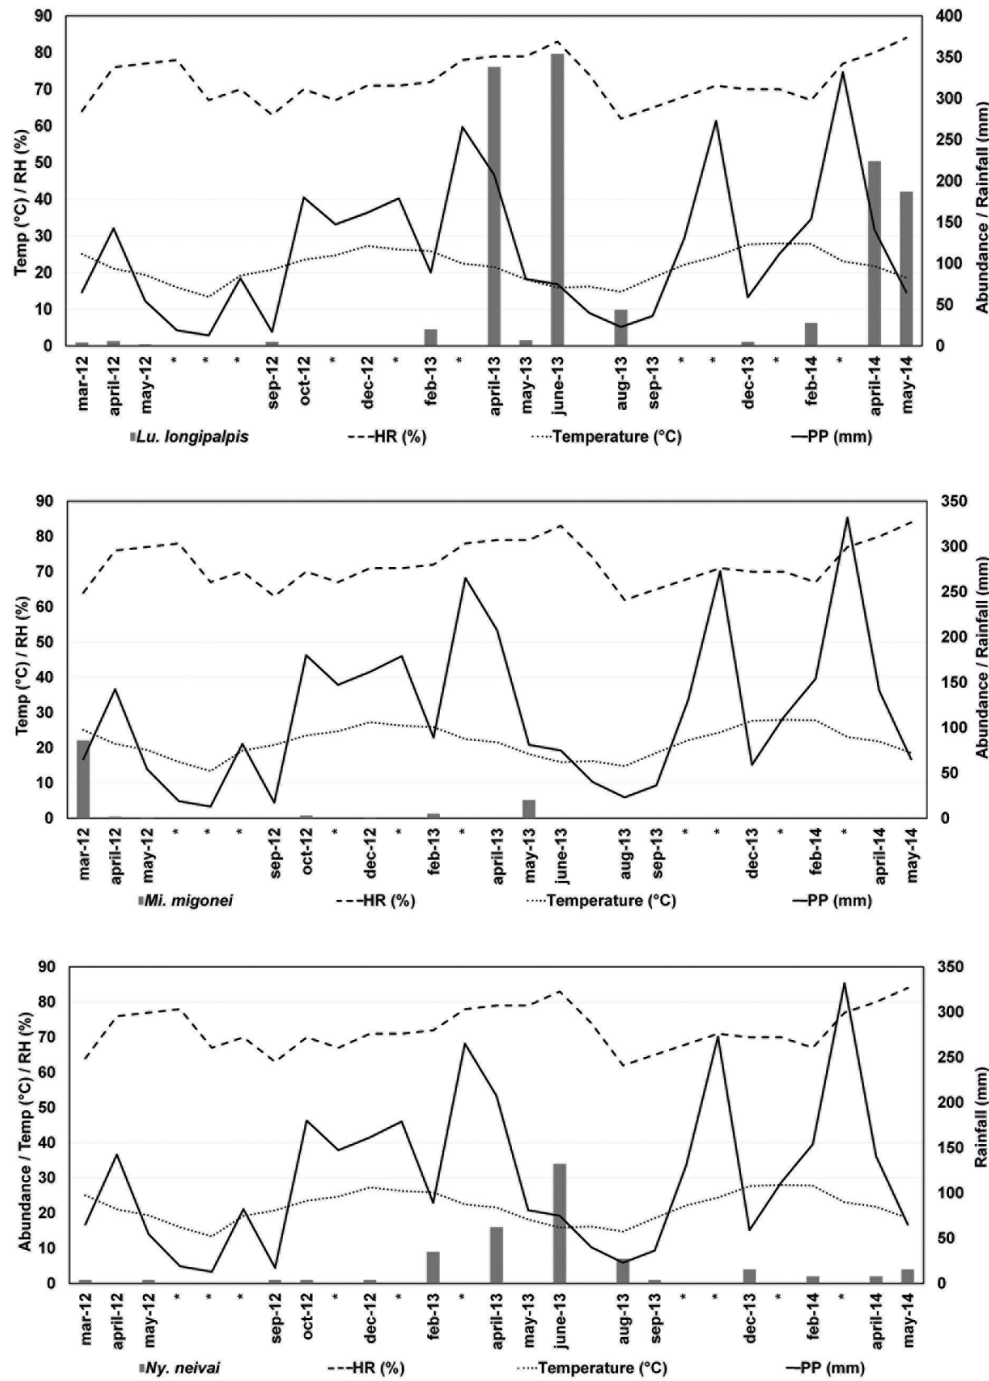 90
80
70
60
50
40
30
20
10
0
Temp (°C) / RH (%)
400
350
300
250
200
150
100
50
0
Abundance / Rainfall (mm)
mar-12
april-12
may-12
*
*
*
sep-12
oct-12
*
dec-12
*
feb-13
*
april-13
may-13
june-13
aug-13
sep-13
*
*
dec-13
*
feb-14
*
april-14
may-14
Lu. longipalpis HR (%) Temperature (°C) PP (mm)
90
80
70
60
50
40
30
20
10
0
Temp (°C) / RH (%)
350
300
250
200
150
100
50
0
Abundance / Rainfall (mm)
mar-12
april-12
may-12
*
*
*
sep-12
oct-12
*
dec-12
*
feb-13
*
april-13
may-13
june-13
aug-13
sep-13
*
*
dec-13
*
feb-14
*
april-14
may-14
Mi. migonei HR (%) Temperature (°C) PP (mm)
90
80
70
60
50
40
30
20
10
0
Abundance / Temp (°C) / RH (%)
350
300
250
200
150
100
50
0
Rainfall (mm)
mar-12
april-12
may-12
*
*
*
sep-12
oct-12
*
dec-12
*
feb-13
*
april-13
may-13
june-13
aug-13
sep-13
*
*
dec-13
*
feb-14
*
april-14
may-14
Ny. neivai HR (%) Temperature (°C) PP (mm)